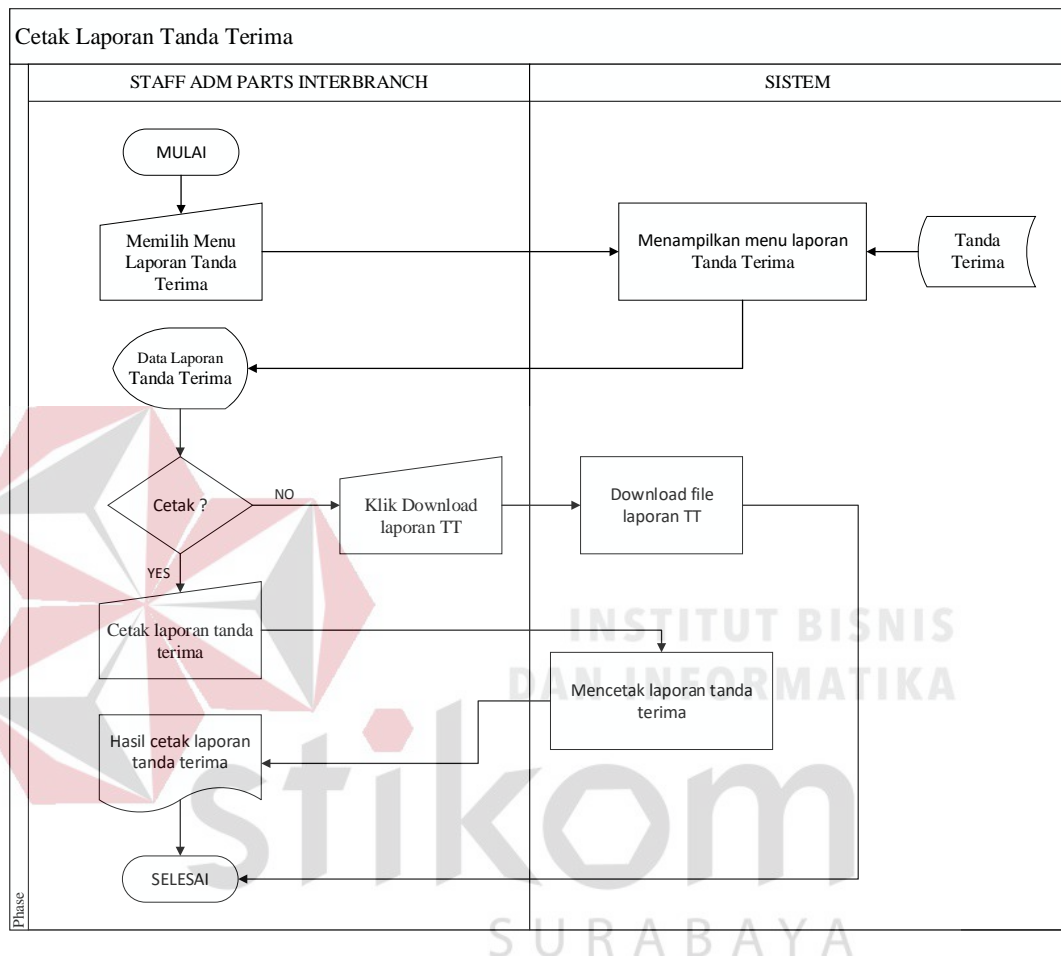 Cetak Laporan Tanda Terima
STAFF ADM PARTS INTERBRANCH
SISTEM
MULAI
Memilih Menu
Laporan Tanda
Terima
Menampilkan menu laporan
Tanda Terima
Tanda
Terima
Data Laporan
Tanda Terima
Cetak ?
NO
Klik Download
laporan TT
Download file
laporan TT
YES
Cetak laporan tanda
terima
Mencetak laporan tanda
terima
Hasil cetak laporan
tanda terima
SELESAI
Phase
INSTITUT BISNIS
DAN INFORMATIKA
stikom
SURABAYA